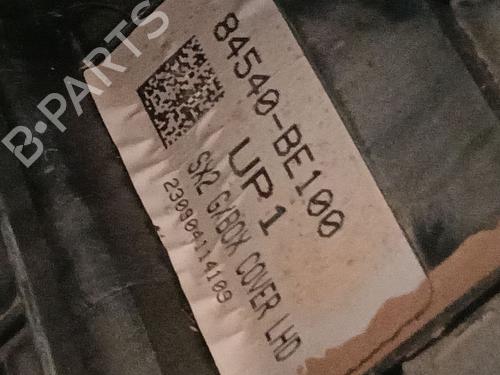 B-PARTS
84540-BE100
UP1
SX2 G/BOX COVER LHD
230904114109